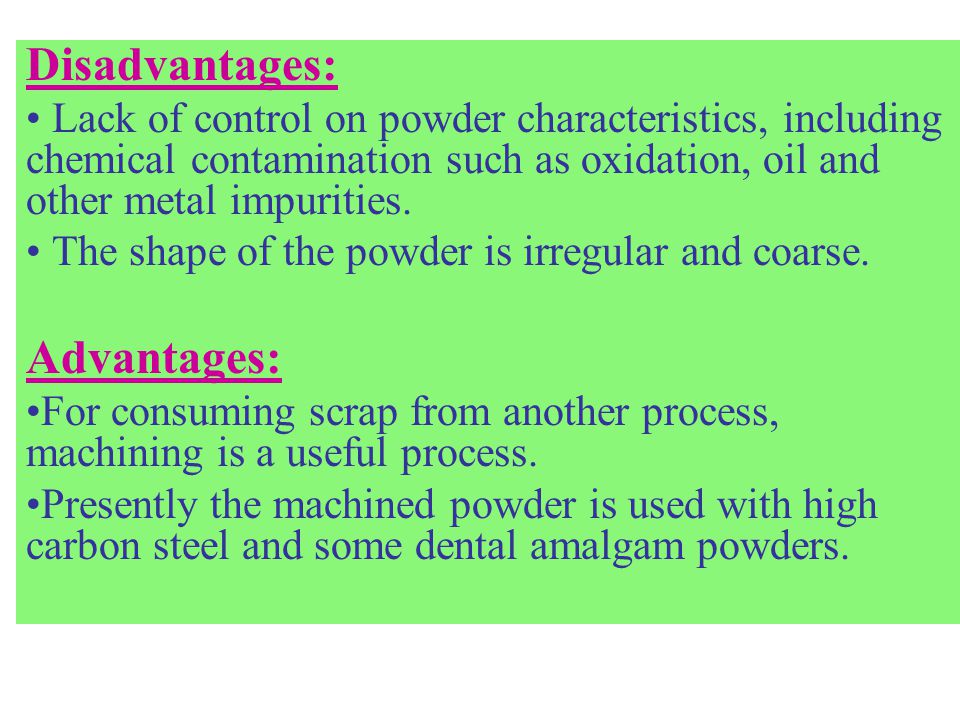 Disadvantages:
• Lack of control on powder characteristics, including
chemical contamination such as oxidation, oil and
other metal impurities.
• The shape of the powder is irregular and coarse.
Advantages:
•For consuming scrap from another process,
machining is a useful process.
•Presently the machined powder is used with high
carbon steel and some dental amalgam powders.